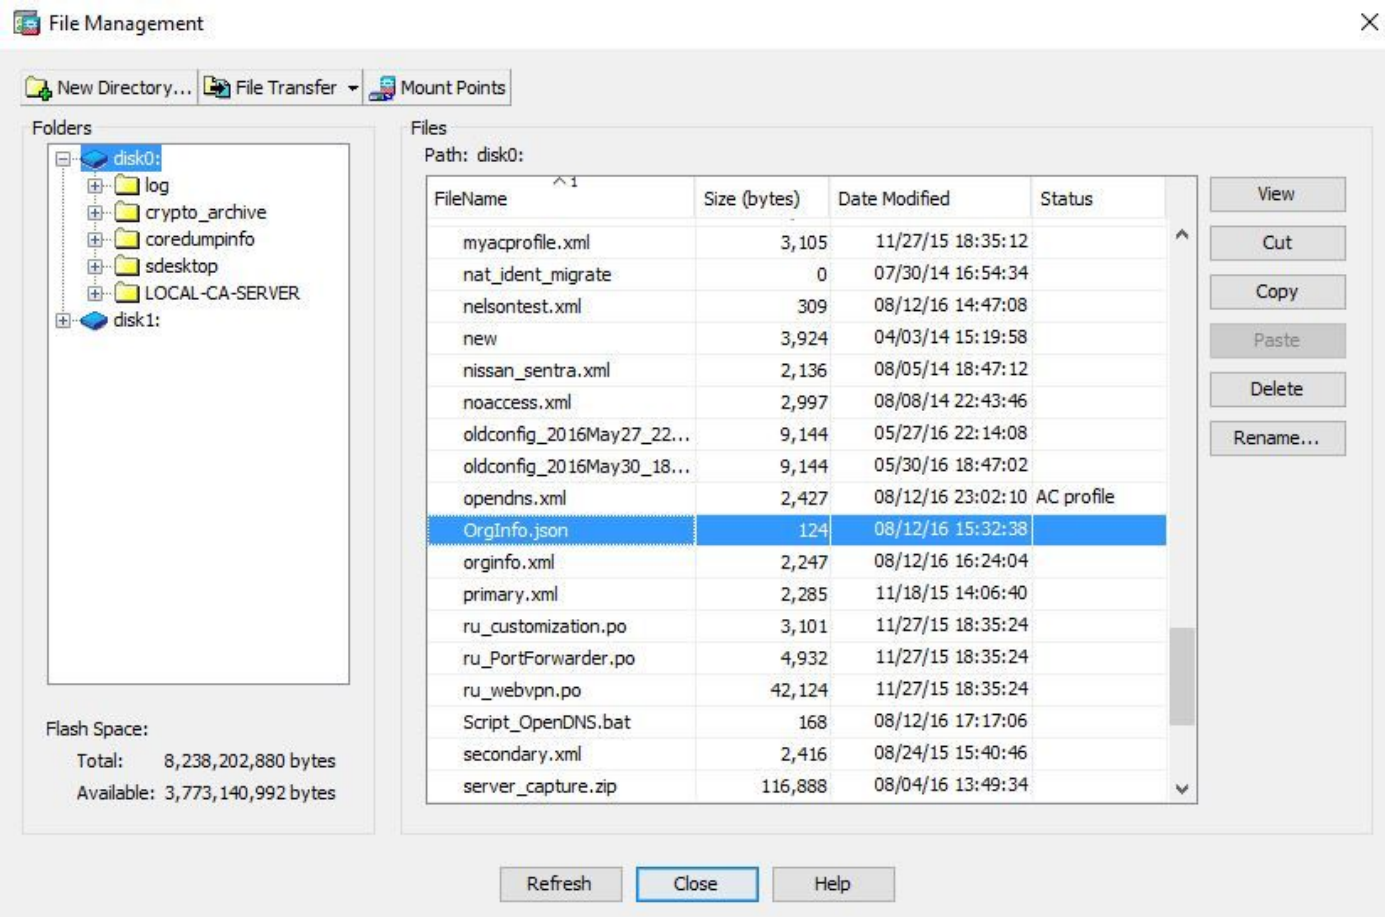 File Management
New Directory... File Transfer Mount Points
Folders
disk0:
log
crypto_archive
coredumpinfo
sdesktop
LOCAL-CA-SERVER
disk1:
Flash Space:
Total: 8,238,202,880 bytes
Available: 3,773,140,992 bytes
Files
Path: disk0:
FileName 1 Size (bytes) Date Modified Status
myacprofile.xml 3,105 11/27/15 18:35:12
nat_ident_migrate 0 07/30/14 16:54:34
nelsontest.xml 309 08/12/16 14:47:08
new 3,924 04/03/14 15:19:58
nissan_sentra.xml 2,136 08/05/14 18:47:12
noaccess.xml 2,997 08/08/14 22:43:46
oldconfig_2016May27_22... 9,144 05/27/16 22:14:08
oldconfig_2016May30_18... 9,144 05/30/16 18:47:02
opendns.xml 2,427 08/12/16 23:02:10 AC profile
OrgInfo.json 124 08/12/16 15:32:38
orginfo.xml 2,247 08/12/16 16:24:04
primary.xml 2,285 11/18/15 14:06:40
ru_customization.po 3,101 11/27/15 18:35:24
ru_PortForwarder.po 4,932 11/27/15 18:35:24
ru_webvpn.po 42,124 11/27/15 18:35:24
Script_OpenDNS.bat 168 08/12/16 17:17:06
secondary.xml 2,416 08/24/15 15:40:46
server_capture.zip 116,888 08/04/16 13:49:34
View
Cut
Copy
Paste
Delete
Rename...
Refresh Close Help